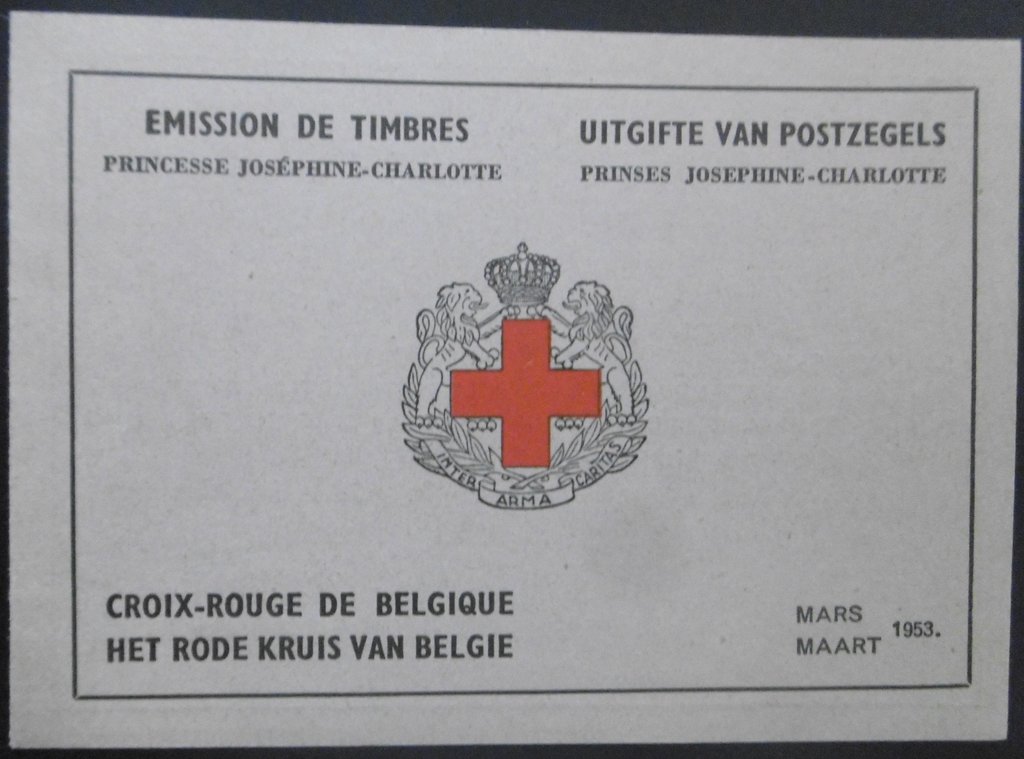 EMISSION DE TIMBRES
PRINCESSE JOSÉPHINE-CHARLOTTE
UITGIFTE VAN POSTZEGELS
PRINSES JOSEPHINE-CHARLOTTE
INTER ARMA CARITAS
CROIX-ROUGE DE BELGIQUE
HET RODE KRUIS VAN BELGIE
MARS
MAART 1953.